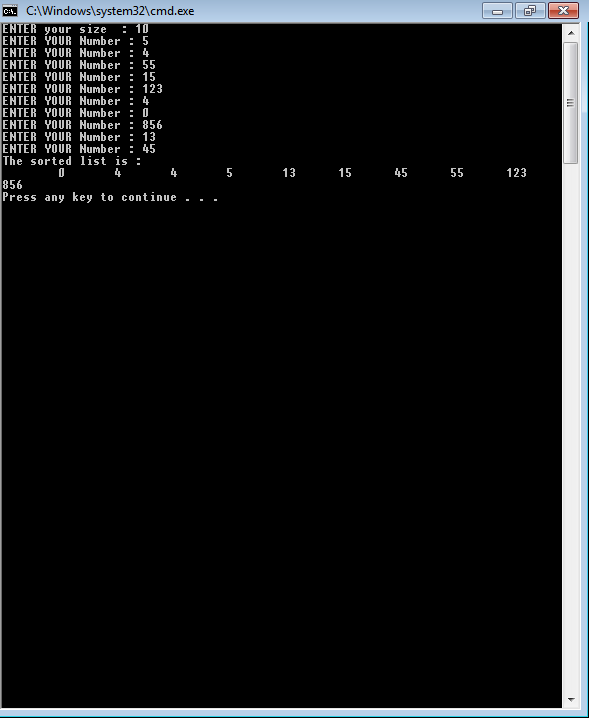 C:\Windows\system32\cmd.exe
ENTER your size  : 10
ENTER YOUR Number : 5
ENTER YOUR Number : 4
ENTER YOUR Number : 55
ENTER YOUR Number : 15
ENTER YOUR Number : 123
ENTER YOUR Number : 4
ENTER YOUR Number : 0
ENTER YOUR Number : 856
ENTER YOUR Number : 13
ENTER YOUR Number : 45
The sorted list is :
0 4 4 5 13 15 45 55 123
856
Press any key to continue . . .